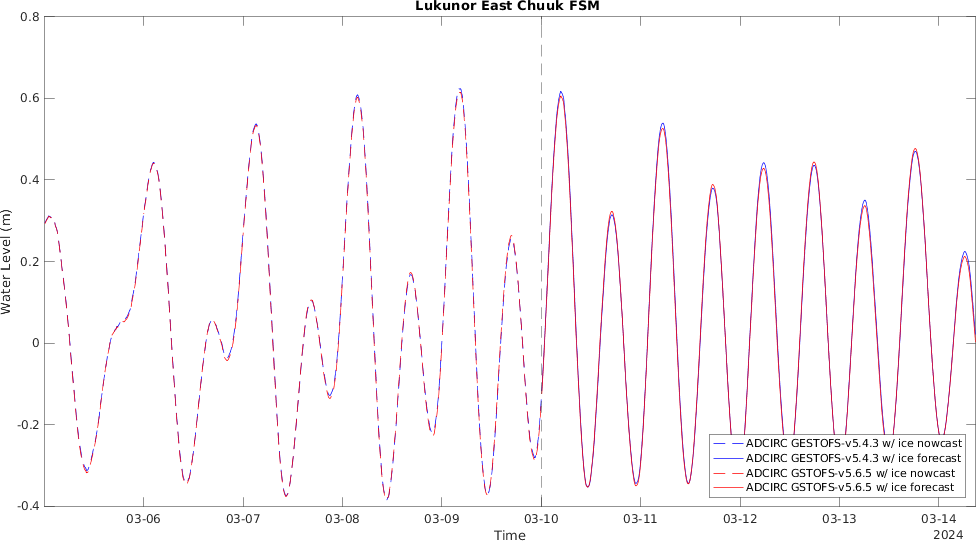 Lukunor East Chuuk FSM
0.8
0.6
0.4
0.2
0
-0.2
-0.4
Water Level (m)
ADCIRC GESTOFS-v5.4.3 w/ ice nowcast
ADCIRC GESTOFS-v5.4.3 w/ ice forecast
ADCIRC GSTOFS-v5.6.5 w/ ice nowcast
ADCIRC GSTOFS-v5.6.5 w/ ice forecast
03-06 03-07 03-08 03-09 03-10 03-11 03-12 03-13 03-14
2024
Time